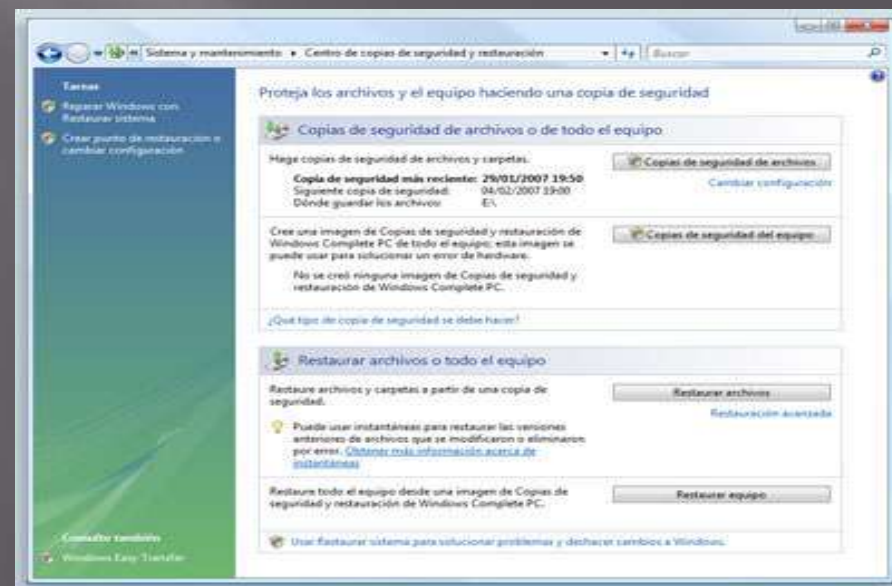 Sistema y mantenimiento ▸ Centro de copias de seguridad y restauración
Buscar
Tareas
Reparar Windows con
Restaurar sistema
Crear punto de restauración o
cambiar configuración
Proteja los archivos y el equipo haciendo una copia de seguridad
Copias de seguridad de archivos o de todo el equipo
Haga copias de seguridad de archivos y carpetas.
Copias de seguridad de archivos
Copia de seguridad más reciente: 29/01/2007 19:50
Cambiar configuración
Siguiente copia de seguridad: 04/02/2007 19:00
Dónde guardar los archivos: E:\
Cree una imagen de Copias de seguridad y restauración de
Windows Complete PC de todo el equipo; esta imagen se
puede usar para solucionar un error de hardware.
Copias de seguridad del equipo
No se creó ninguna imagen de Copias de seguridad y
restauración de Windows Complete PC.
¿Qué tipo de copia de seguridad se debe hacer?
Restaurar archivos o todo el equipo
Restaure archivos y carpetas a partir de una copia de
seguridad.
Restaurar archivos
Restauración avanzada
Puede usar instantáneas para restaurar las versiones
anteriores de archivos que se modificaron o eliminaron
por error. Obtener más información acerca de
instantáneas
Restaure todo el equipo desde una imagen de Copias de
seguridad y restauración de Windows Complete PC.
Restaurar equipo
Usar Restaurar sistema para solucionar problemas y deshacer cambios a Windows.
Consulte también
Windows Easy Transfer